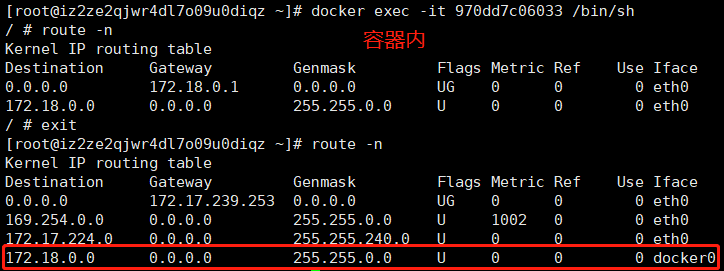 [root@iz2ze2qjwr4dl7o09u0diqz ~]# docker exec -it 970dd7c06033 /bin/sh
/ # route -n
容器内
Kernel IP routing table
Destination     Gateway         Genmask         Flags Metric Ref    Use Iface
0.0.0.0         172.18.0.1      0.0.0.0         UG    0      0        0 eth0
172.18.0.0      0.0.0.0         255.255.0.0     U     0      0        0 eth0
/ # exit
[root@iz2ze2qjwr4dl7o09u0diqz ~]# route -n
Kernel IP routing table
Destination     Gateway         Genmask         Flags Metric Ref    Use Iface
0.0.0.0         172.17.239.253  0.0.0.0         UG    0      0        0 eth0
169.254.0.0     0.0.0.0         255.255.0.0     U     1002   0        0 eth0
172.17.224.0    0.0.0.0         255.255.240.0   U     0      0        0 eth0
172.18.0.0      0.0.0.0         255.255.0.0     U     0      0        0 docker0